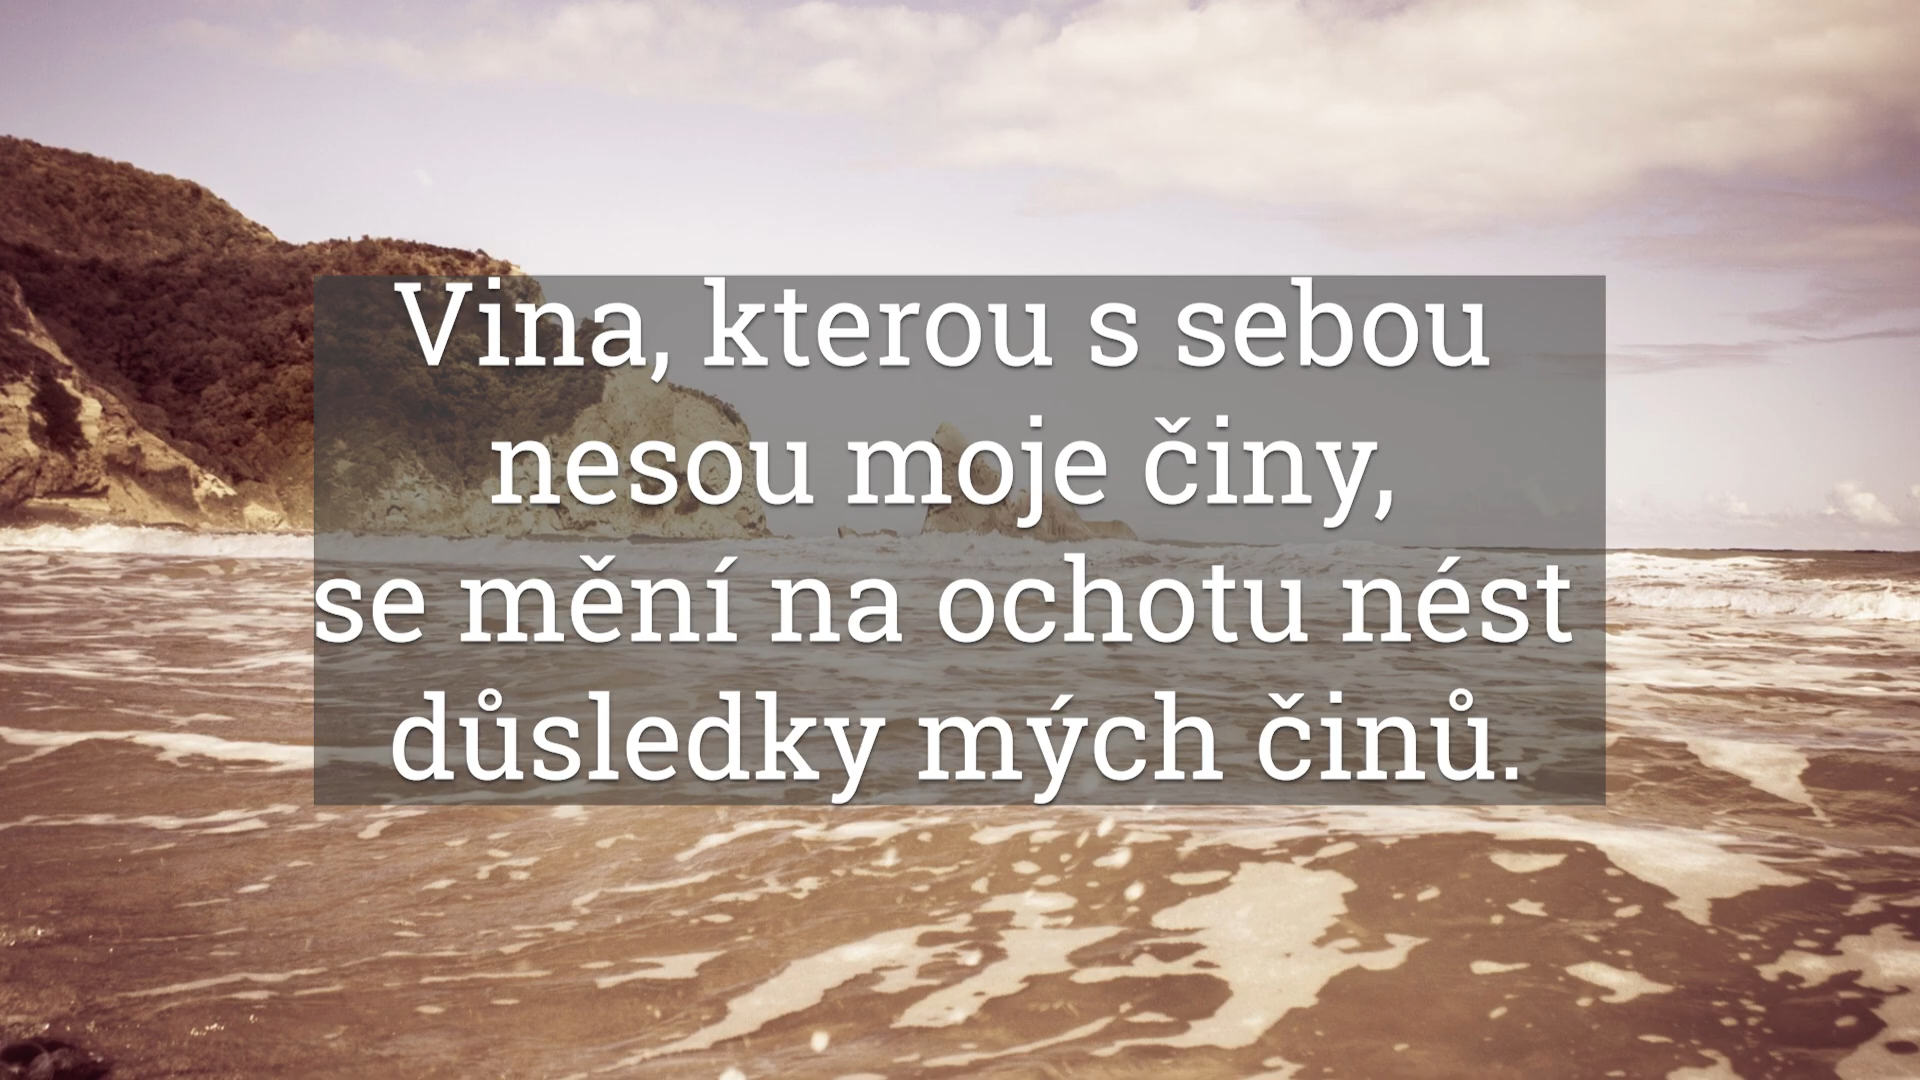 Vina, kterou s sebou
nesou moje činy,
se mění na ochotu nést
důsledky mých činů.